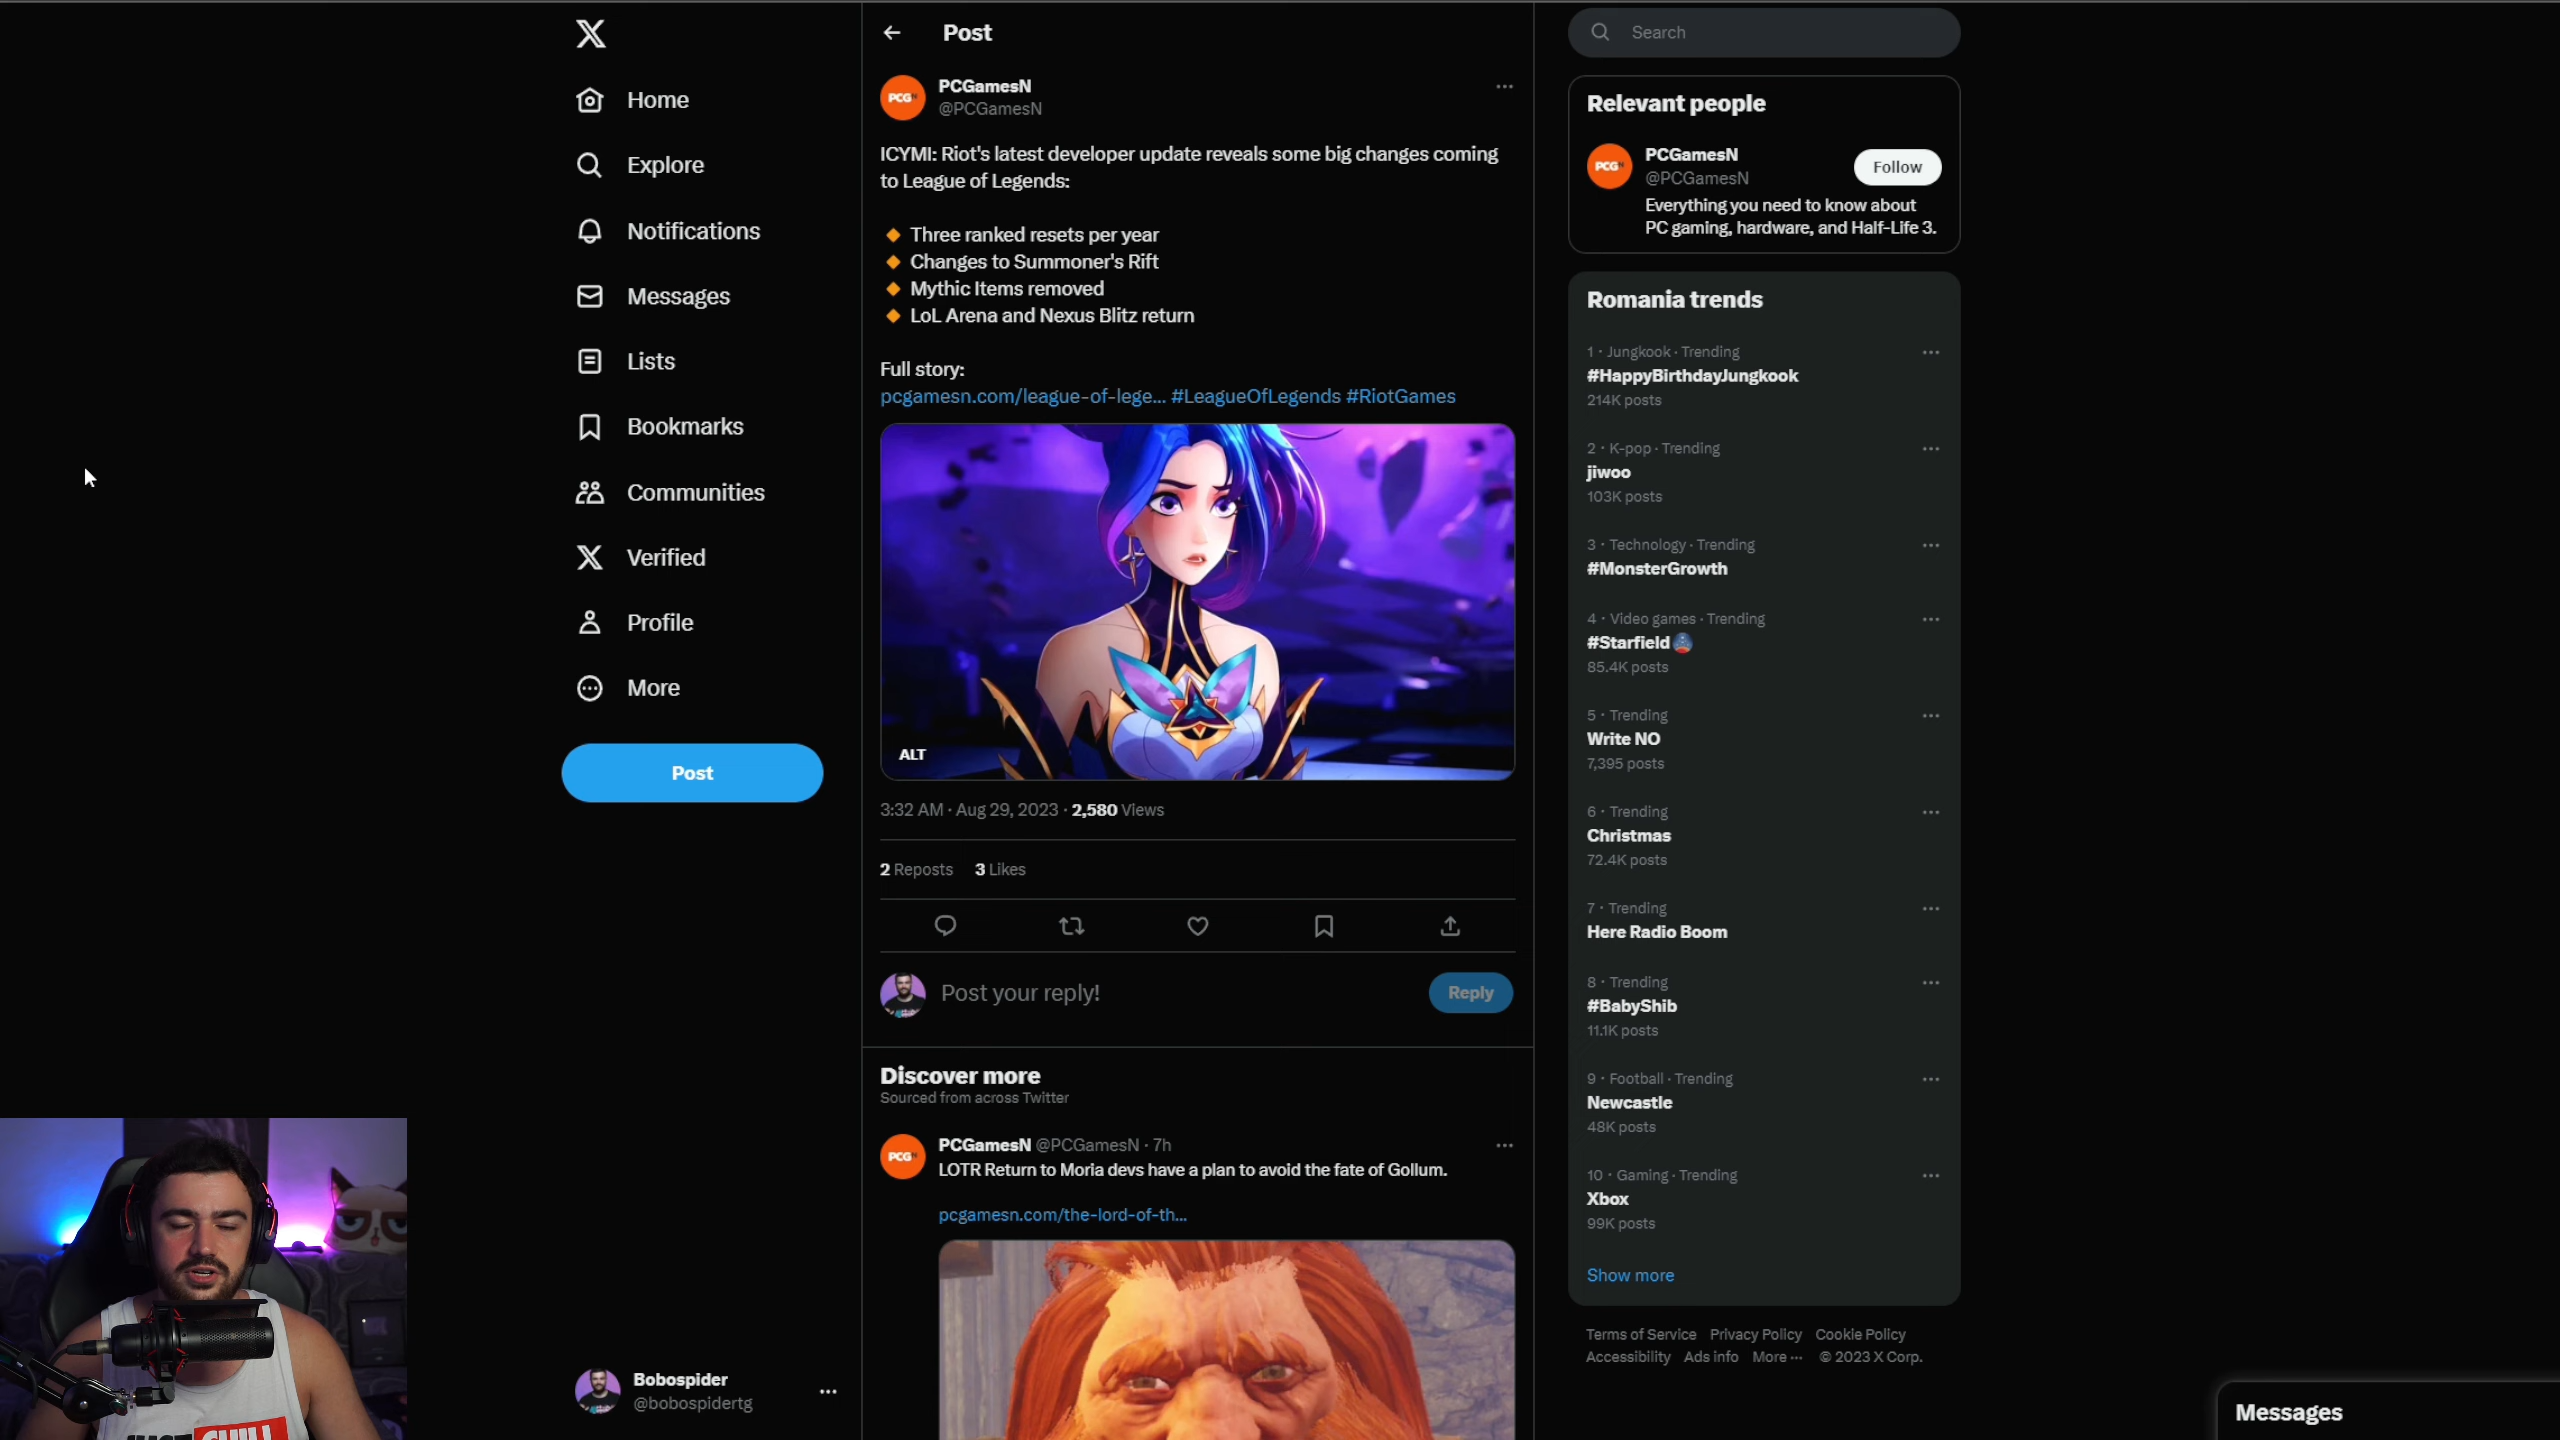 Home
Explore
Notifications
Messages
Lists
Bookmarks
Communities
Verified
Profile
More
Post
Bobospider
@bobospidertg
Post
PCG
PCGamesN
@PCGamesN
ICYMI: Riot's latest developer update reveals some big changes coming
to League of Legends:
🔸 Three ranked resets per year
🔸 Changes to Summoner's Rift
🔸 Mythic Items removed
🔸 LoL Arena and Nexus Blitz return
Full story:
pcgamesn.com/league-of-lege... #LeagueOfLegends #RiotGames
ALT
3:32 AM · Aug 29, 2023 · 2,580 Views
2 Reposts 3 Likes
Post your reply!
Reply
Discover more
Sourced from across Twitter
PCG
PCGamesN @PCGamesN · 7h
LOTR Return to Moria devs have a plan to avoid the fate of Gollum.
pcgamesn.com/the-lord-of-th...
Search
Relevant people
PCG
PCGamesN
@PCGamesN
Follow
Everything you need to know about
PC gaming, hardware, and Half-Life 3.
Romania trends
1 · Jungkook · Trending
#HappyBirthdayJungkook
214K posts
2 · K-pop · Trending
jiwoo
103K posts
3 · Technology · Trending
#MonsterGrowth
4 · Video games · Trending
#Starfield
85.4K posts
5 · Trending
Write NO
7,395 posts
6 · Trending
Christmas
72.4K posts
7 · Trending
Here Radio Boom
8 · Trending
#BabyShib
11.1K posts
9 · Football · Trending
Newcastle
48K posts
10 · Gaming · Trending
Xbox
99K posts
Show more
Terms of Service Privacy Policy Cookie Policy
Accessibility Ads info More ··· © 2023 X Corp.
Messages